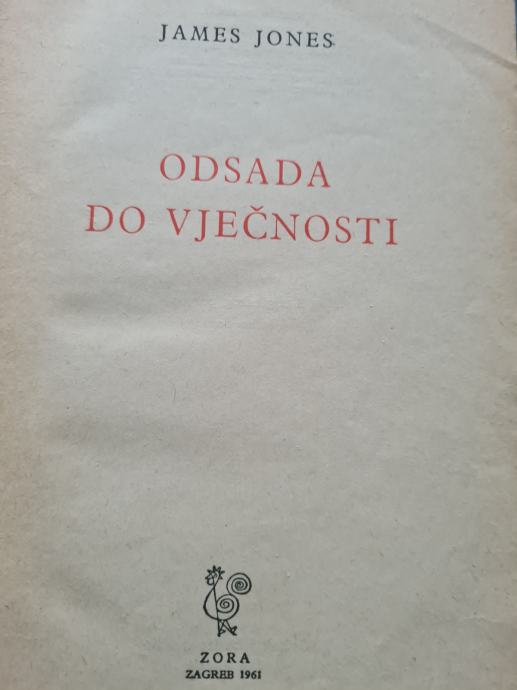 JAMES JONES
ODSADA
DO VJEČNOSTI
ZORA
ZAGREB 1961